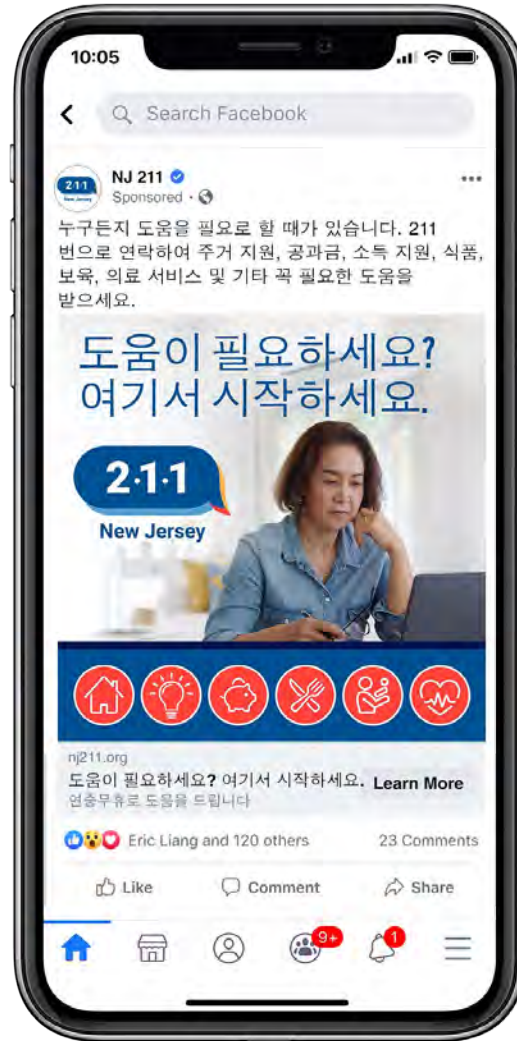 10:05
Search Facebook
211
New Jersey
NJ 211
Sponsored ·
누구든지 도움을 필요로 할 때가 있습니다. 211
번으로 연락하여 주거 지원, 공과금, 소득 지원, 식품,
보육, 의료 서비스 및 기타 꼭 필요한 도움을
받으세요.
도움이 필요하세요?
여기서 시작하세요.
2·1·1
New Jersey
nj211.org
도움이 필요하세요? 여기서 시작하세요. Learn More
연중무휴로 도움을 드립니다
Eric Liang and 120 others 23 Comments
Like Comment Share
9+ 1